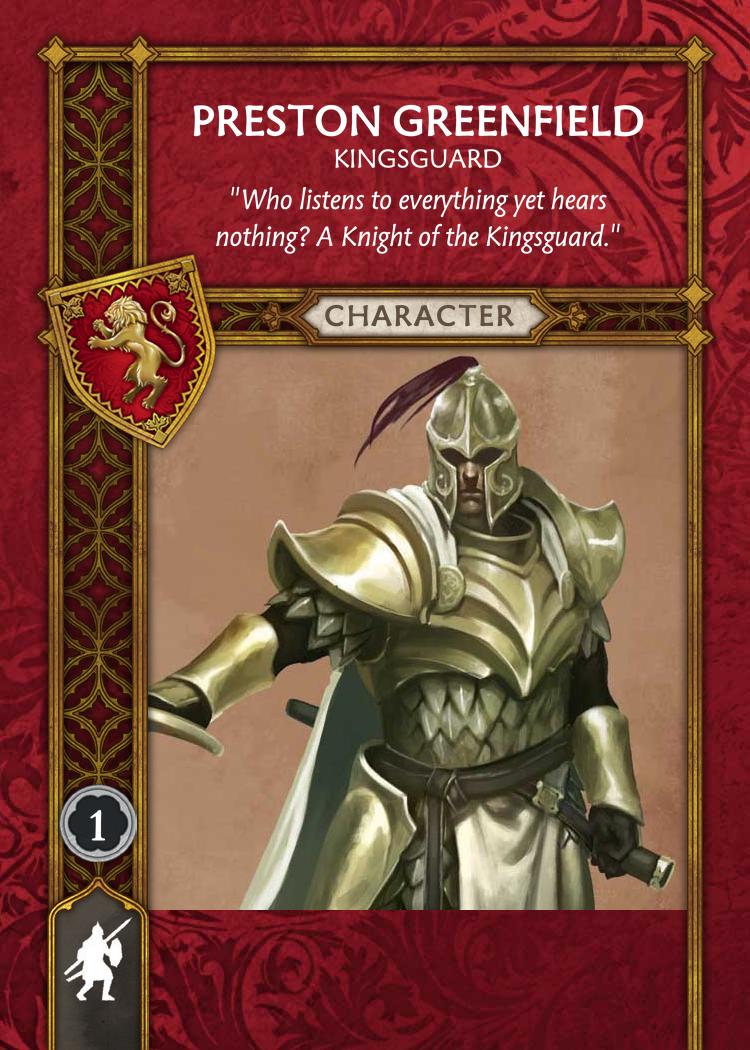 PRESTON GREENFIELD
KINGSGUARD
"Who listens to everything yet hears
nothing? A Knight of the Kingsguard."
CHARACTER
1